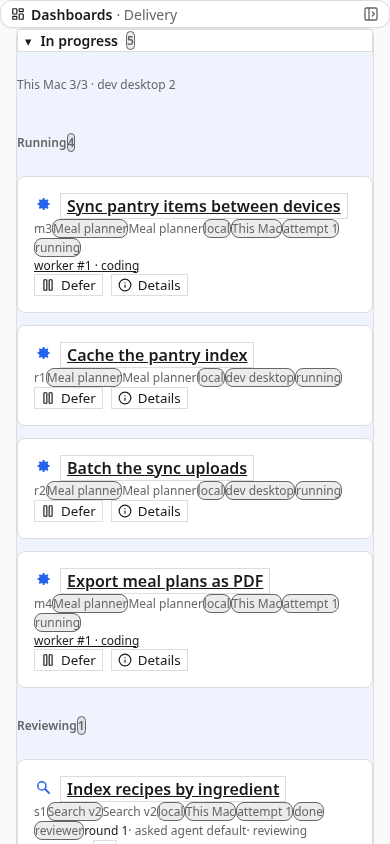 Dashboards · Delivery
▾ In progress 5
This Mac 3/3 · dev desktop 2
Running 4
Sync pantry items between devices
m3 Meal planner Meal planner local This Mac attempt 1
running
worker #1 · coding
Defer Details
Cache the pantry index
r1 Meal planner Meal planner local dev desktop running
Defer Details
Batch the sync uploads
r2 Meal planner Meal planner local dev desktop running
Defer Details
Export meal plans as PDF
m4 Meal planner Meal planner local This Mac attempt 1
running
worker #1 · coding
Defer Details
Reviewing 1
Index recipes by ingredient
s1 Search v2 Search v2 local This Mac attempt 1 done
reviewer round 1 · asked agent default · reviewing